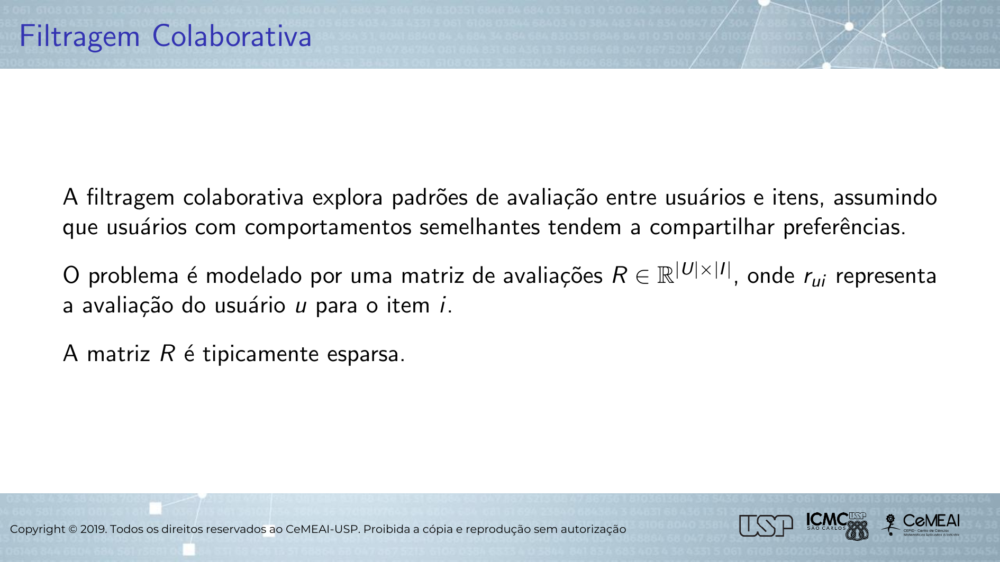 Filtragem Colaborativa
A filtragem colaborativa explora padrões de avaliação entre usuários e itens, assumindo
que usuários com comportamentos semelhantes tendem a compartilhar preferências.
O problema é modelado por uma matriz de avaliações R ∈ ℝ^{|U|×|I|}, onde r_{ui} representa
a avaliação do usuário u para o item i.
A matriz R é tipicamente esparsa.
Copyright © 2019. Todos os direitos reservados ao CeMEAI-USP. Proibida a cópia e reprodução sem autorização
USP
ICMC USP
SÃO CARLOS
CeMEAI
CEPID - Centro de Ciências
Matemáticas Aplicadas à Indústria